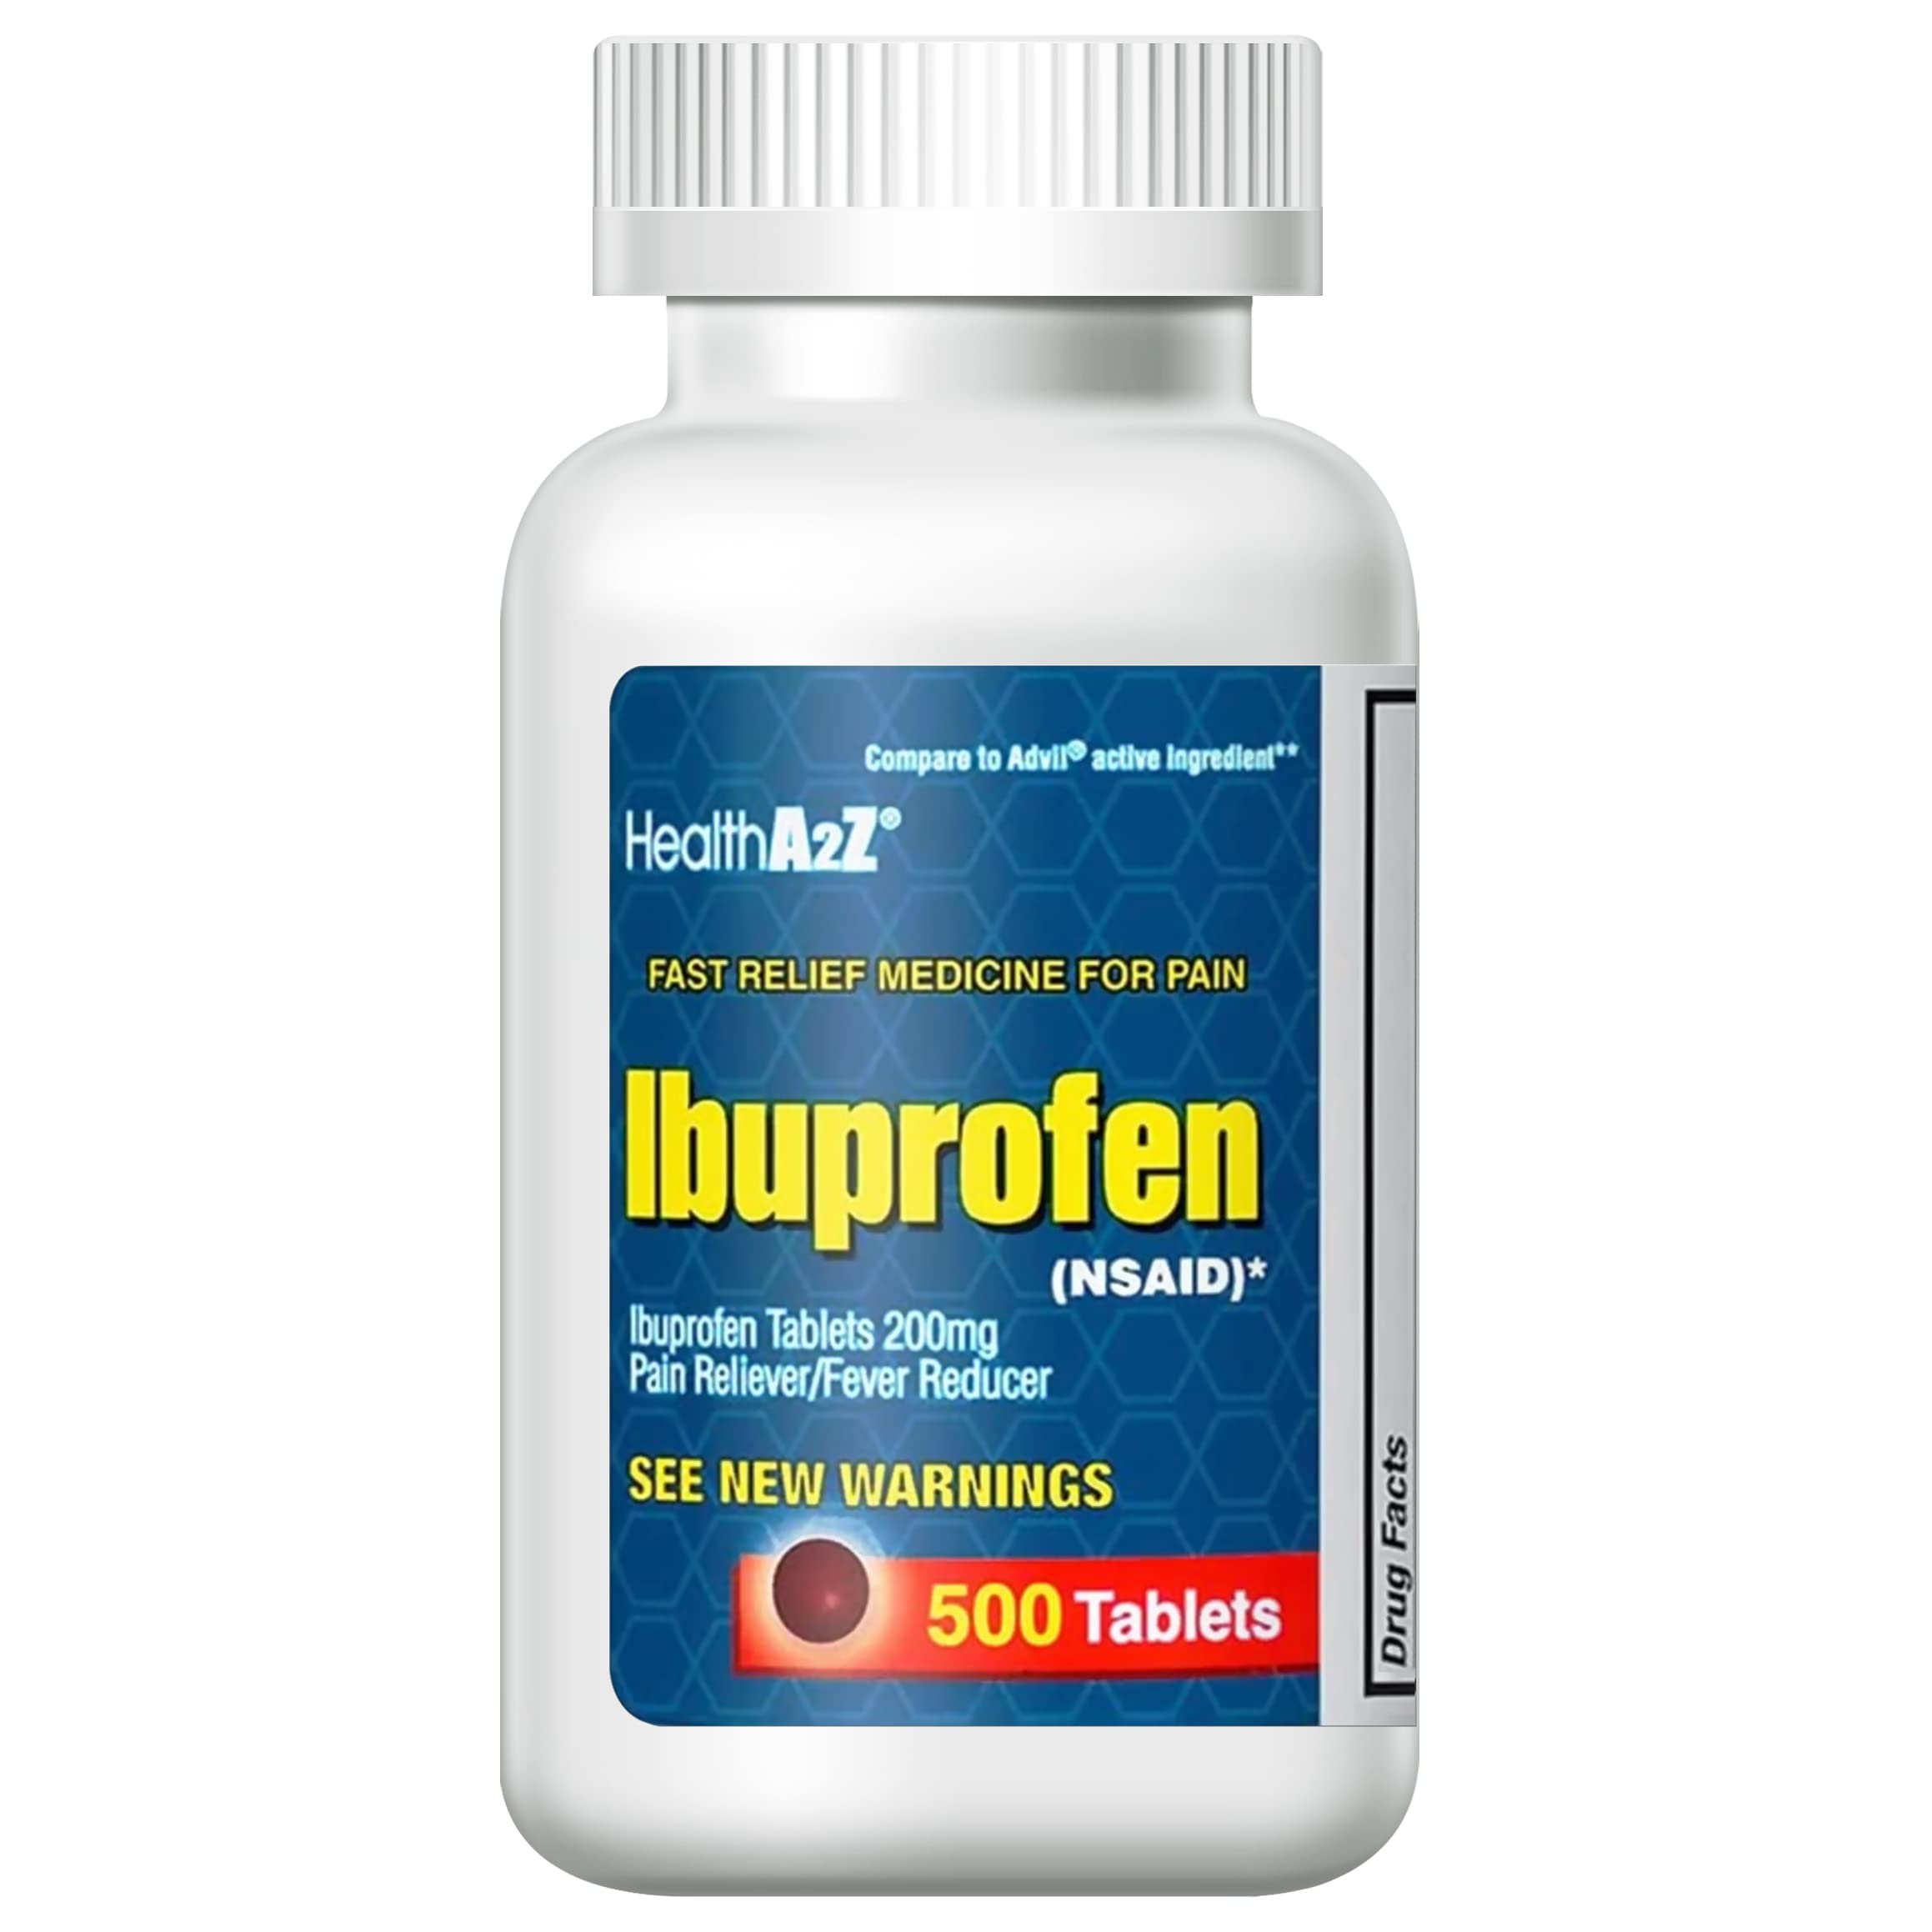 Compare to Advil® active ingredient**
HealthA2Z®
FAST RELIEF MEDICINE FOR PAIN
Ibuprofen
(NSAID)*
Ibuprofen Tablets 200mg
Pain Reliever/Fever Reducer
SEE NEW WARNINGS
500 Tablets
Drug Facts